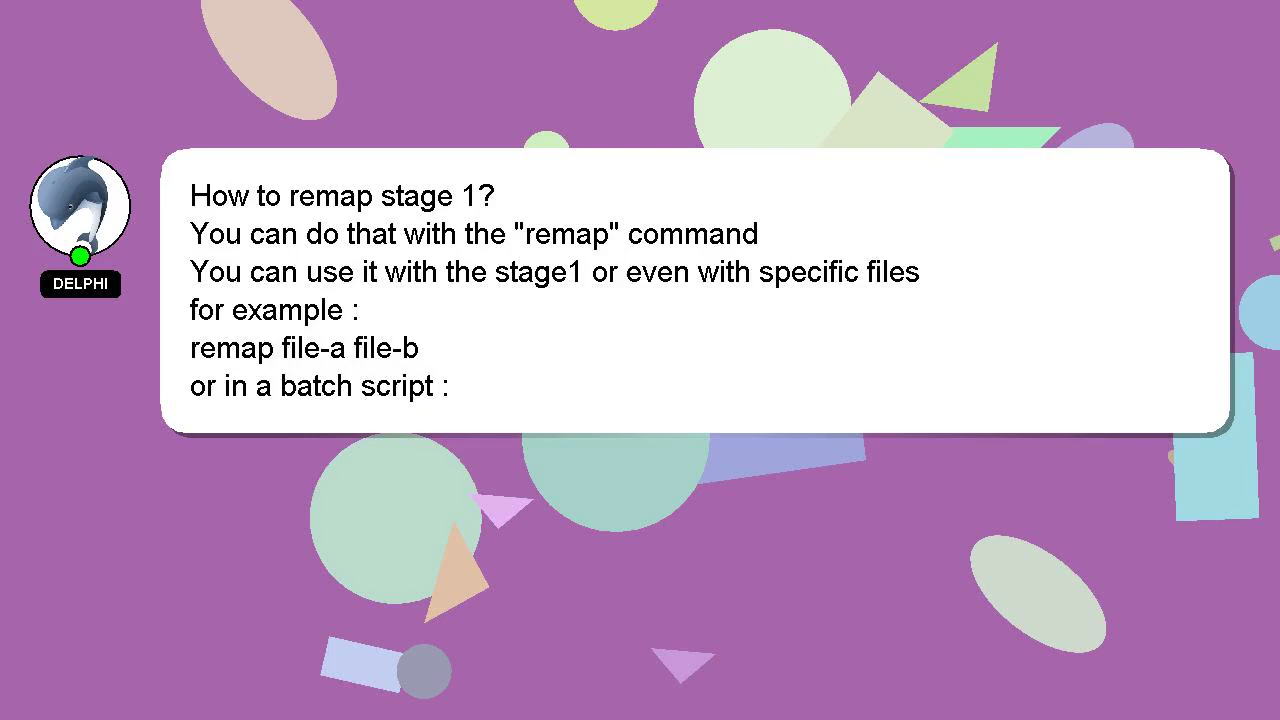 How to remap stage 1?
You can do that with the "remap" command
You can use it with the stage1 or even with specific files
for example :
remap file-a file-b
or in a batch script :
DELPHI